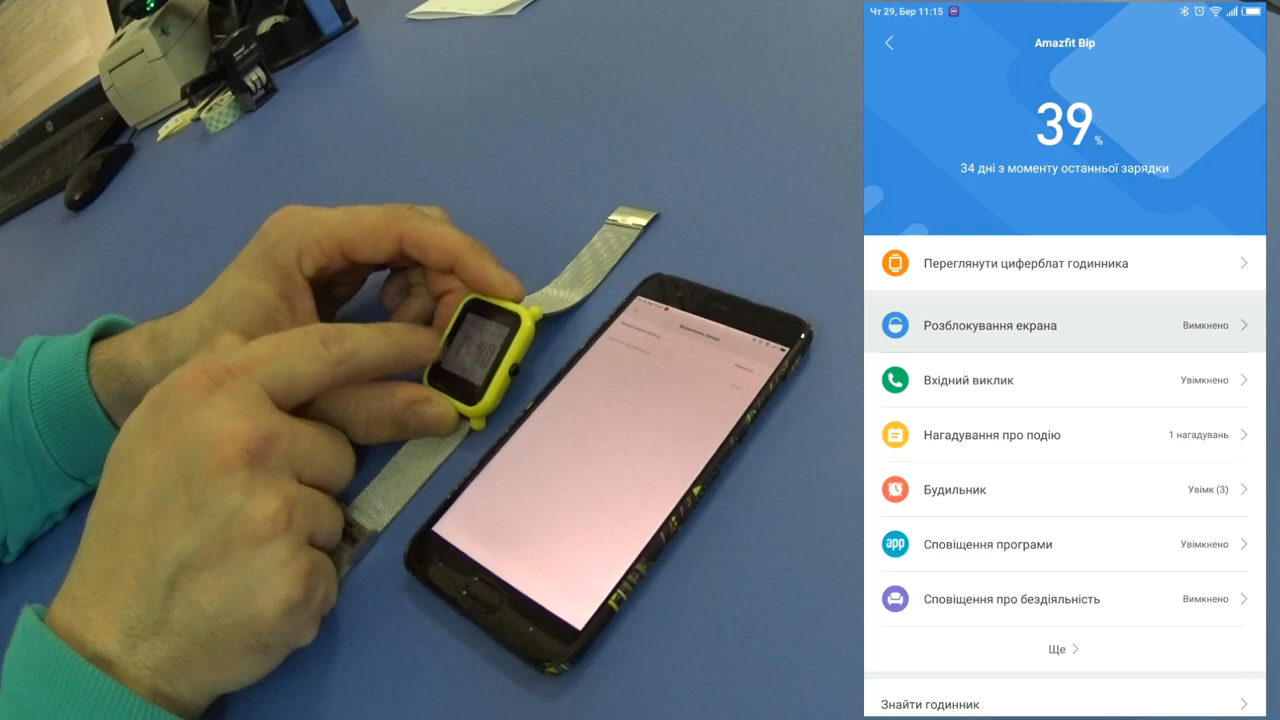 Чт 29, Бер 11:15
Amazfit Bip
39 %
34 дні з моменту останньої зарядки
Переглянути циферблат годинника
Розблокування екрана Вимкнено
Вхідний виклик Увімкнено
Нагадування про подію 1 нагадувань
Будильник Увімк (3)
app Сповіщення програми Увімкнено
Сповіщення про бездіяльність Вимкнено
Ще
Знайти годинник